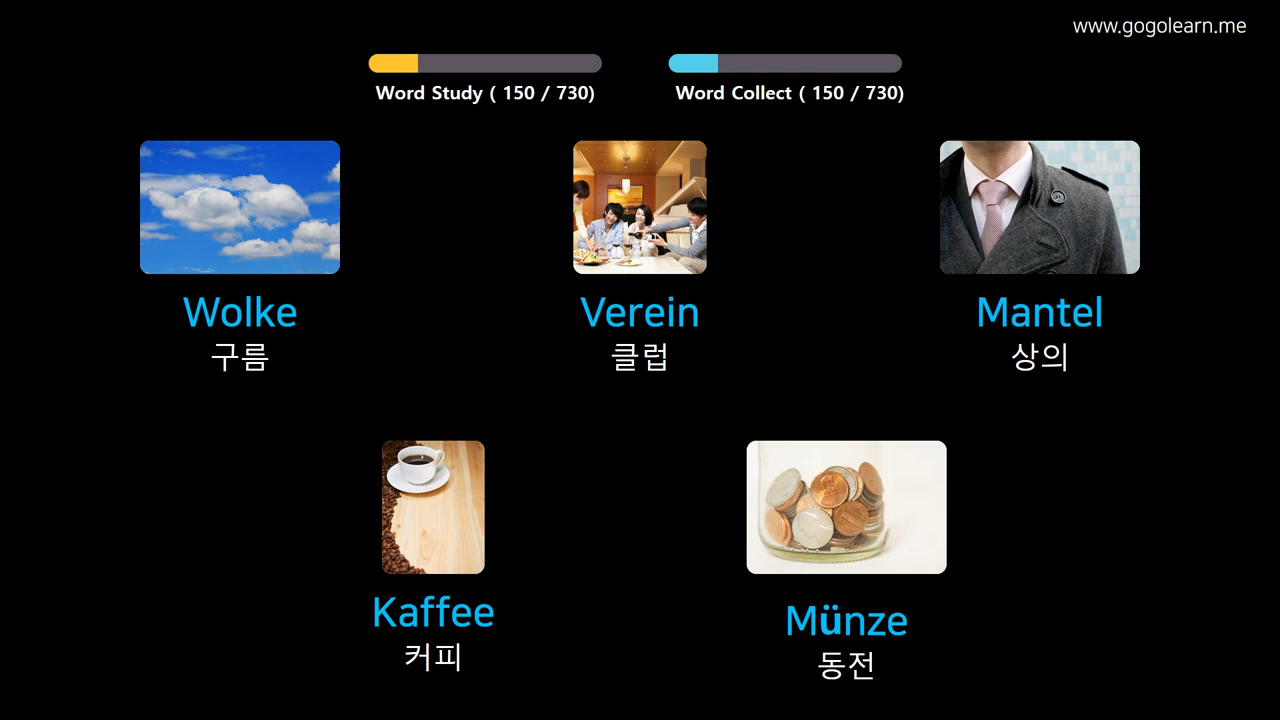 www.gogolearn.me
Word Study ( 150 / 730)
Word Collect ( 150 / 730)
Wolke
구름
Verein
클럽
Mantel
상의
Kaffee
커피
Münze
동전